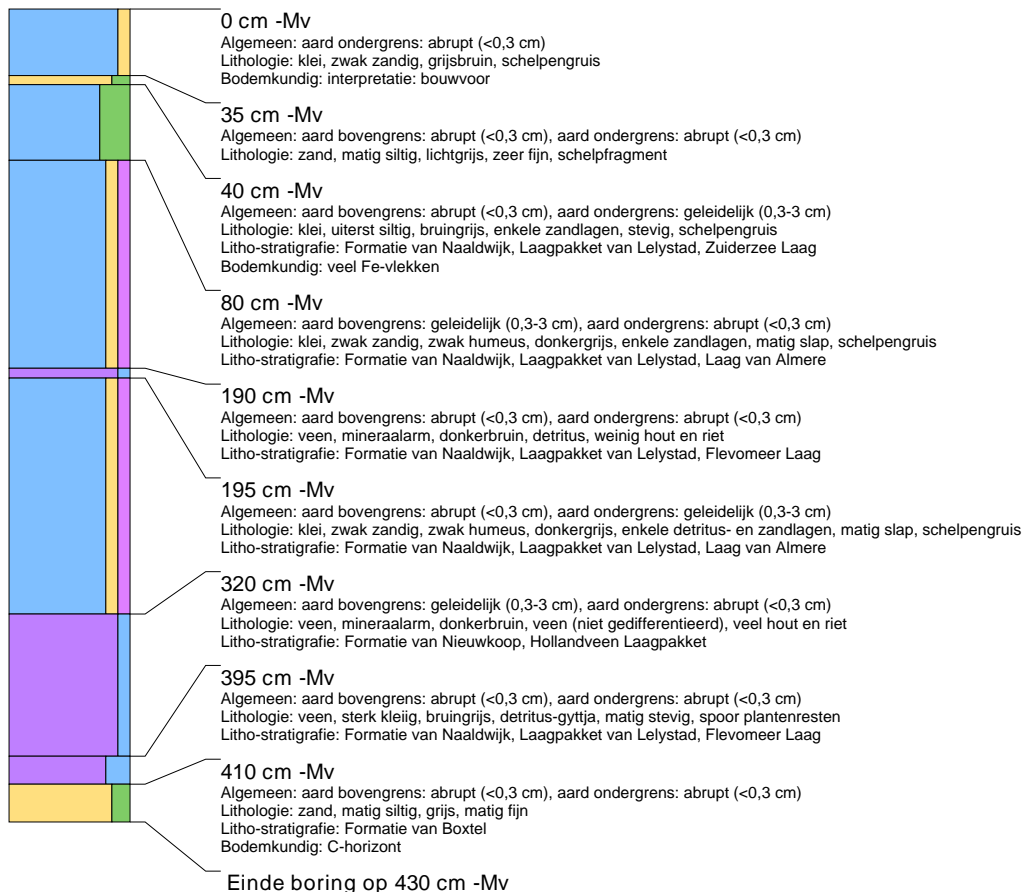 0 cm -Mv
Algemeen: aard ondergrens: abrupt (<0,3 cm)
Lithologie: klei, zwak zandig, grijsbruin, schelpengruis
Bodemkundig: interpretatie: bouwvoor
35 cm -Mv
Algemeen: aard bovengrens: abrupt (<0,3 cm), aard ondergrens: abrupt (<0,3 cm)
Lithologie: zand, matig siltig, lichtgrijs, zeer fijn, schelpfragment
40 cm -Mv
Algemeen: aard bovengrens: abrupt (<0,3 cm), aard ondergrens: geleidelijk (0,3-3 cm)
Lithologie: klei, uiterst siltig, bruingrijs, enkele zandlagen, stevig, schelpengruis
Litho-stratigrafie: Formatie van Naaldwijk, Laagpakket van Lelystad, Zuiderzee Laag
Bodemkundig: veel Fe-vlekken
80 cm -Mv
Algemeen: aard bovengrens: geleidelijk (0,3-3 cm), aard ondergrens: abrupt (<0,3 cm)
Lithologie: klei, zwak zandig, zwak humeus, donkergrijs, enkele zandlagen, matig slap, schelpengruis
Litho-stratigrafie: Formatie van Naaldwijk, Laagpakket van Lelystad, Laag van Almere
190 cm -Mv
Algemeen: aard bovengrens: abrupt (<0,3 cm), aard ondergrens: abrupt (<0,3 cm)
Lithologie: veen, mineraalarm, donkerbruin, detritus, weinig hout en riet
Litho-stratigrafie: Formatie van Naaldwijk, Laagpakket van Lelystad, Flevomeer Laag
195 cm -Mv
Algemeen: aard bovengrens: abrupt (<0,3 cm), aard ondergrens: geleidelijk (0,3-3 cm)
Lithologie: klei, zwak zandig, zwak humeus, donkergrijs, enkele detritus- en zandlagen, matig slap, schelpengruis
Litho-stratigrafie: Formatie van Naaldwijk, Laagpakket van Lelystad, Laag van Almere
320 cm -Mv
Algemeen: aard bovengrens: geleidelijk (0,3-3 cm), aard ondergrens: abrupt (<0,3 cm)
Lithologie: veen, mineraalarm, donkerbruin, veen (niet gedifferentieerd), veel hout en riet
Litho-stratigrafie: Formatie van Nieuwkoop, Hollandveen Laagpakket
395 cm -Mv
Algemeen: aard bovengrens: abrupt (<0,3 cm), aard ondergrens: abrupt (<0,3 cm)
Lithologie: veen, sterk kleiig, bruingrijs, detritus-gyttja, matig stevig, spoor plantenresten
Litho-stratigrafie: Formatie van Naaldwijk, Laagpakket van Lelystad, Flevomeer Laag
410 cm -Mv
Algemeen: aard bovengrens: abrupt (<0,3 cm), aard ondergrens: abrupt (<0,3 cm)
Lithologie: zand, matig siltig, grijs, matig fijn
Litho-stratigrafie: Formatie van Boxtel
Bodemkundig: C-horizont
Einde boring op 430 cm -Mv